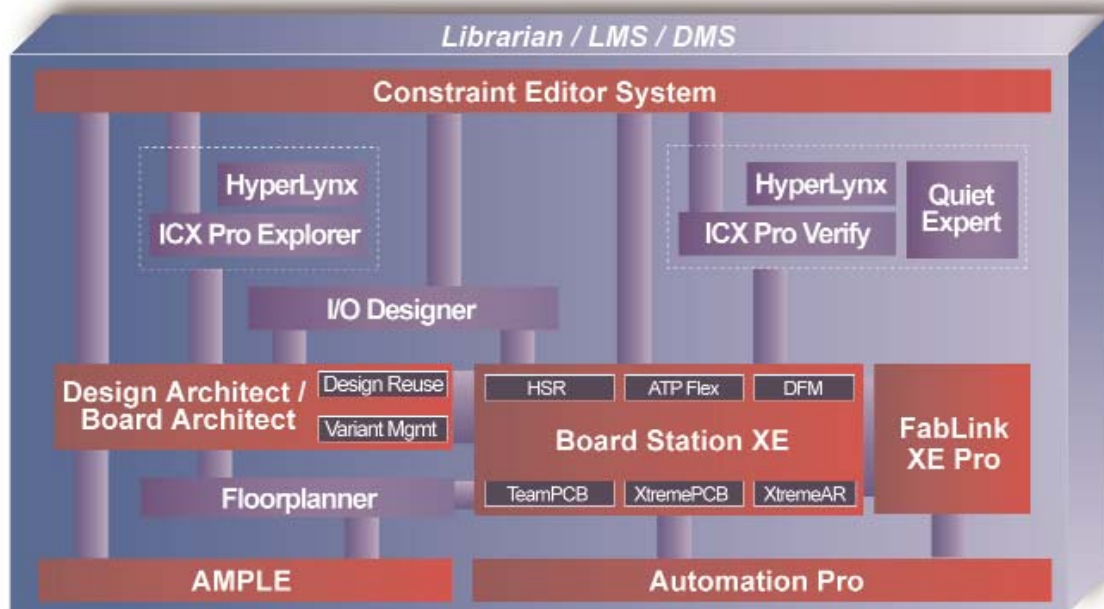 Librarian / LMS / DMS
Constraint Editor System
HyperLynx
ICX Pro Explorer
HyperLynx
ICX Pro Verify
Quiet
Expert
I/O Designer
Design Architect /
Board Architect
Design Reuse
Variant Mgmt
HSR
ATP Flex
DFM
Board Station XE
TeamPCB
XtremePCB
XtremeAR
FabLink
XE Pro
Floorplanner
AMPLE
Automation Pro